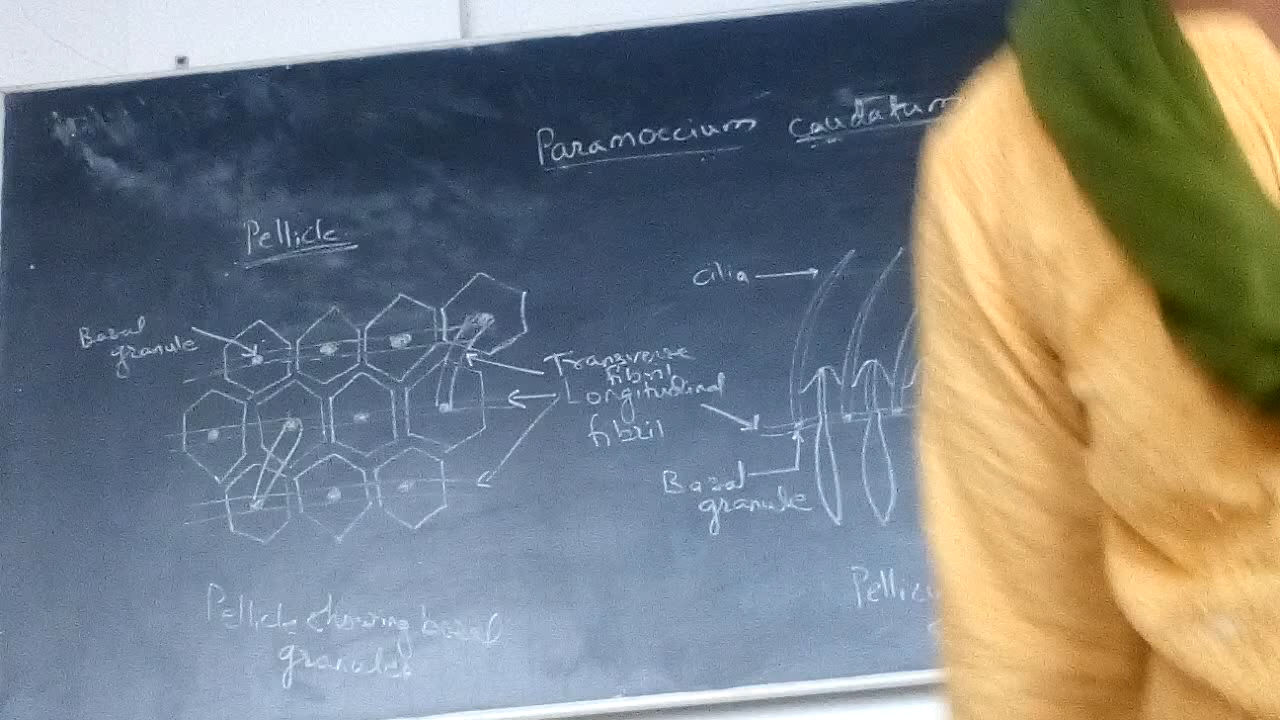 Paramoecium caudatum
Pellicle
Basal
granule
Transverse
fibril
Longitudinal
fibril
cilia
Basal
granule
Pellicle showing basal
granules